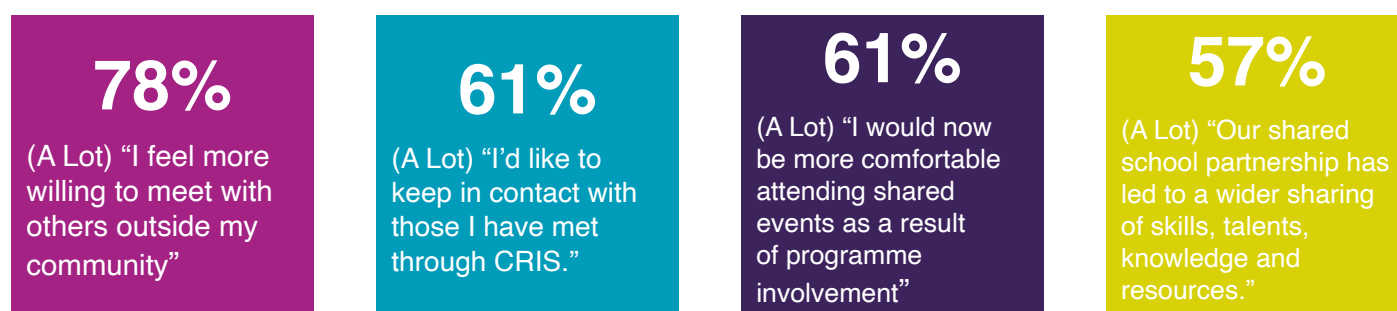 78%
(A Lot) “I feel more
willing to meet with
others outside my
community”
61%
(A Lot) “I’d like to
keep in contact with
those I have met
through CRIS.”
61%
(A Lot) “I would now
be more comfortable
attending shared
events as a result
of programme
involvement”
57%
(A Lot) “Our shared
school partnership has
led to a wider sharing
of skills, talents,
knowledge and
resources.”